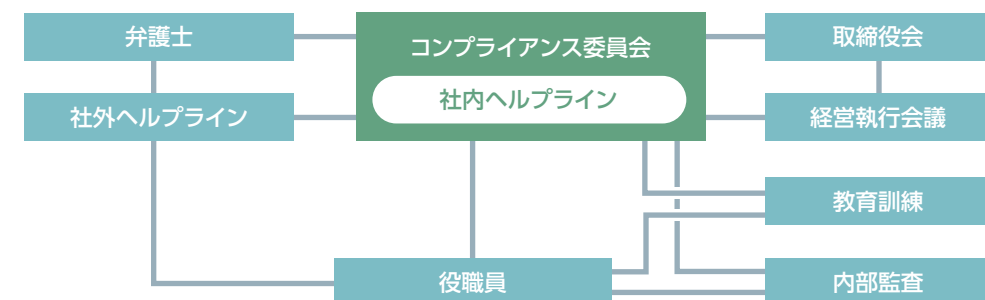 弁護士
コンプライアンス委員会
取締役会
社内ヘルプライン
社外ヘルプライン
経営執行会議
教育訓練
役職員
内部監査